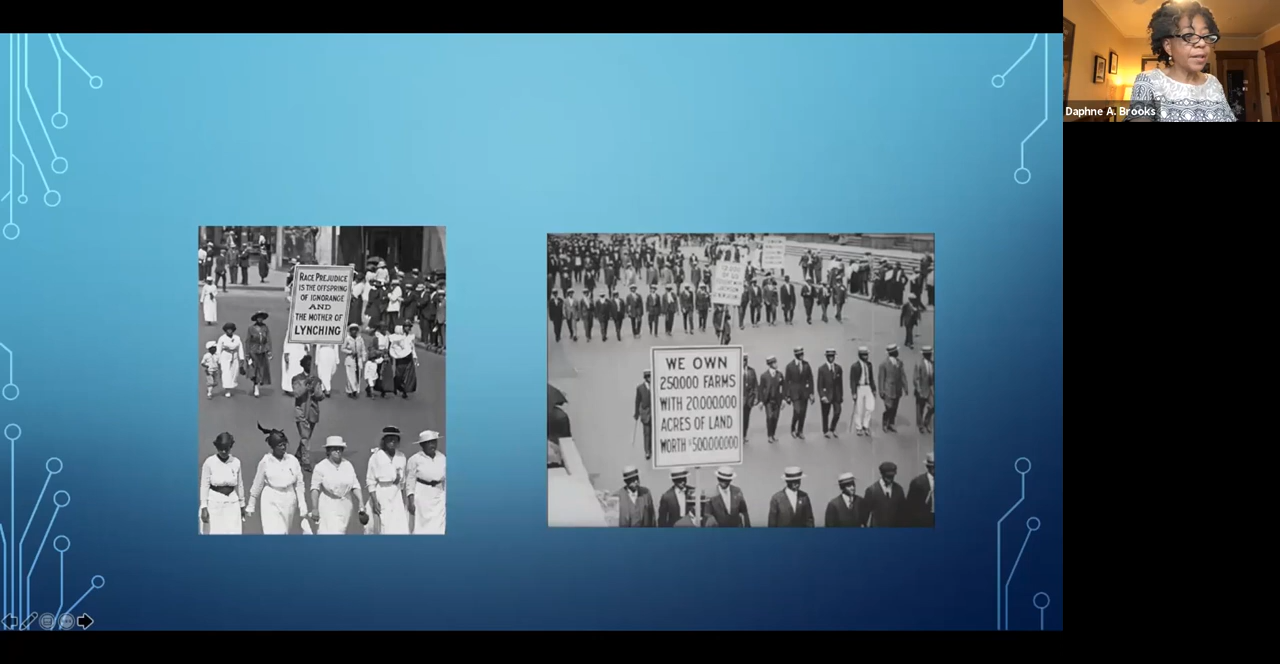 Daphne A. Brooks
RACE PREJUDICE
IS THE OFFSPRING
OF IGNORANCE
AND
THE MOTHER OF
LYNCHING
WE OWN
250.000 FARMS
WITH 20.000.000
ACRES OF LAND
WORTH $500.000.000